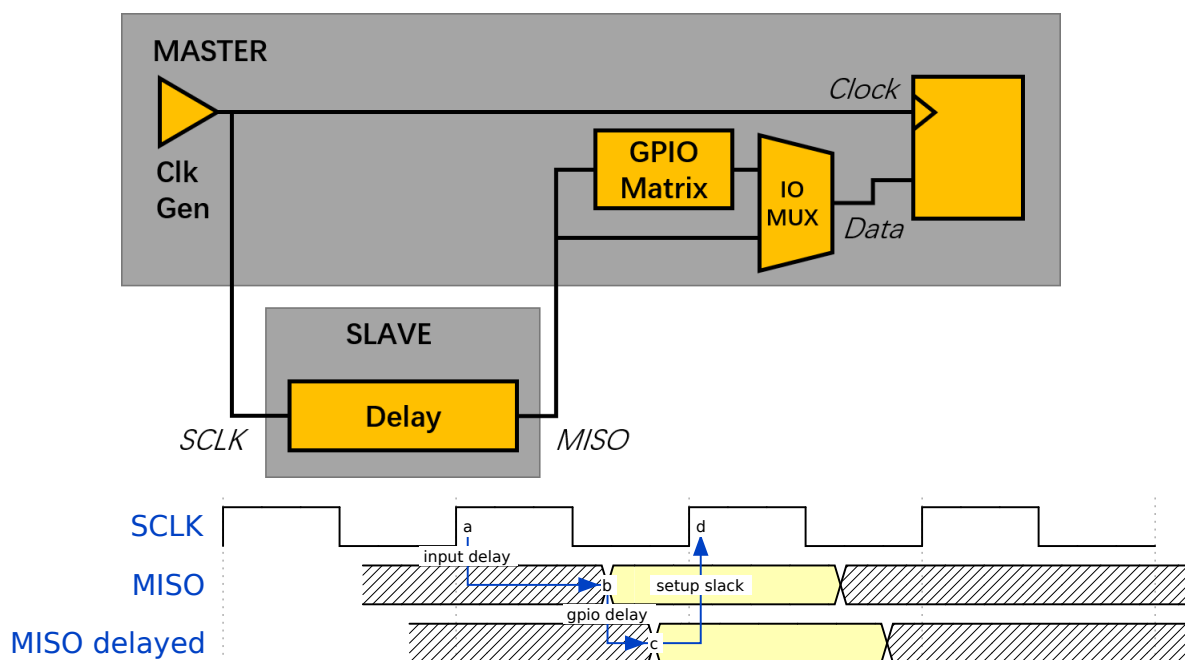 MASTER
Clk
Gen
Clock
GPIO
Matrix
IO
MUX
Data
SLAVE
Delay
SCLK
MISO
SCLK
a
d
input delay
MISO
b
setup slack
gpio delay
MISO delayed
c